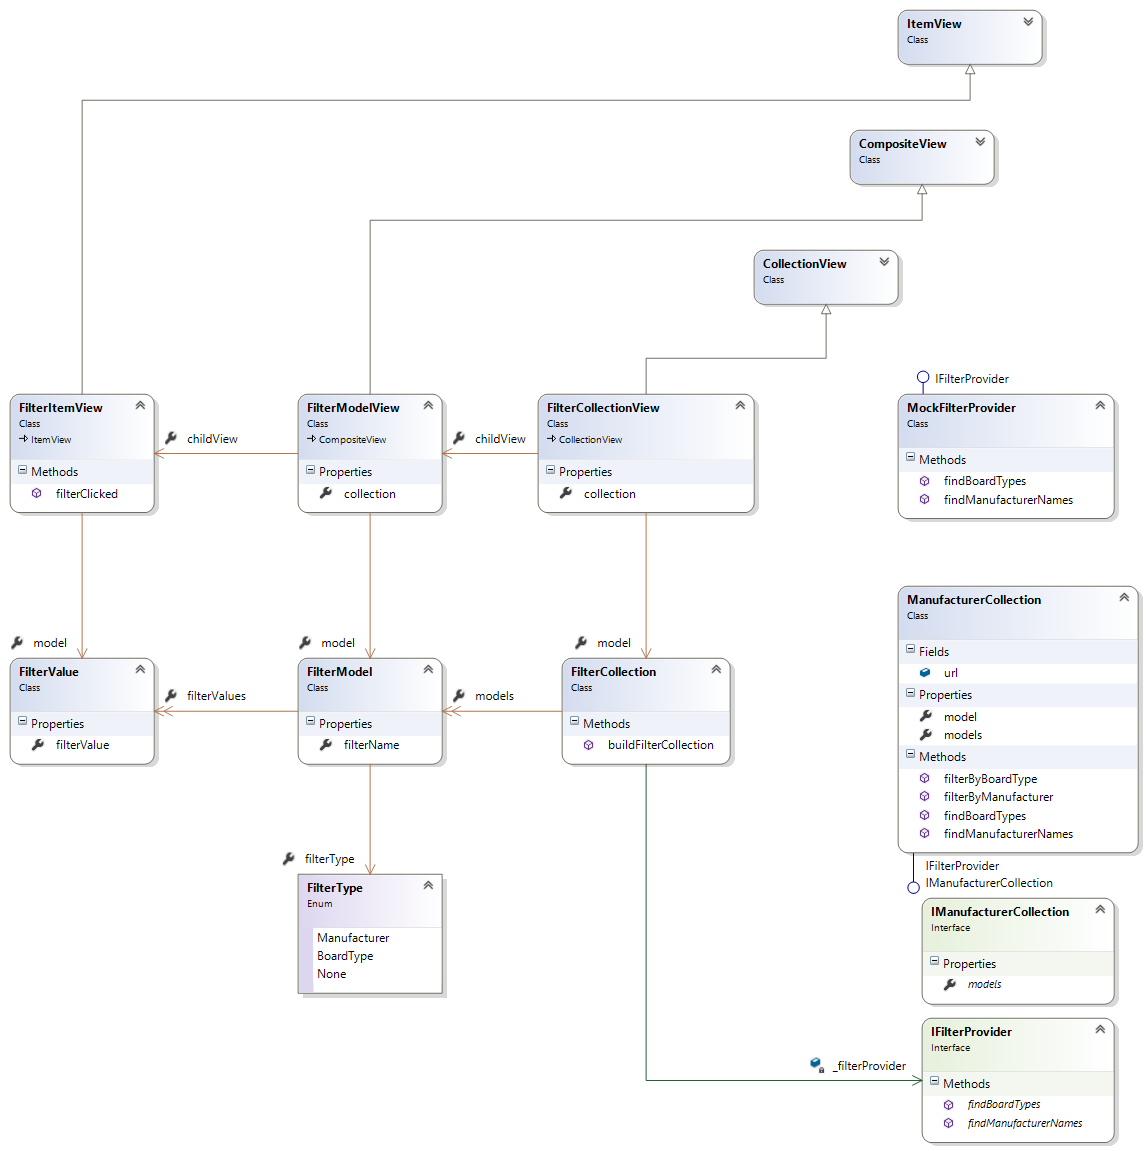 ItemView
Class
CompositeView
Class
CollectionView
Class
IFilterProvider
FilterItemView
Class
ItemView
Methods
filterClicked
childView
FilterModelView
Class
CompositeView
Properties
collection
childView
FilterCollectionView
Class
CollectionView
Properties
collection
MockFilterProvider
Class
Methods
findBoardTypes
findManufacturerNames
model
FilterValue
Class
Properties
filterValue
filterValues
model
FilterModel
Class
Properties
filterName
models
model
FilterCollection
Class
Methods
buildFilterCollection
ManufacturerCollection
Class
Fields
url
Properties
model
models
Methods
filterByBoardType
filterByManufacturer
findBoardTypes
findManufacturerNames
IFilterProvider
IManufacturerCollection
filterType
FilterType
Enum
Manufacturer
BoardType
None
IManufacturerCollection
Interface
Properties
models
_filterProvider
IFilterProvider
Interface
Methods
findBoardTypes
findManufacturerNames